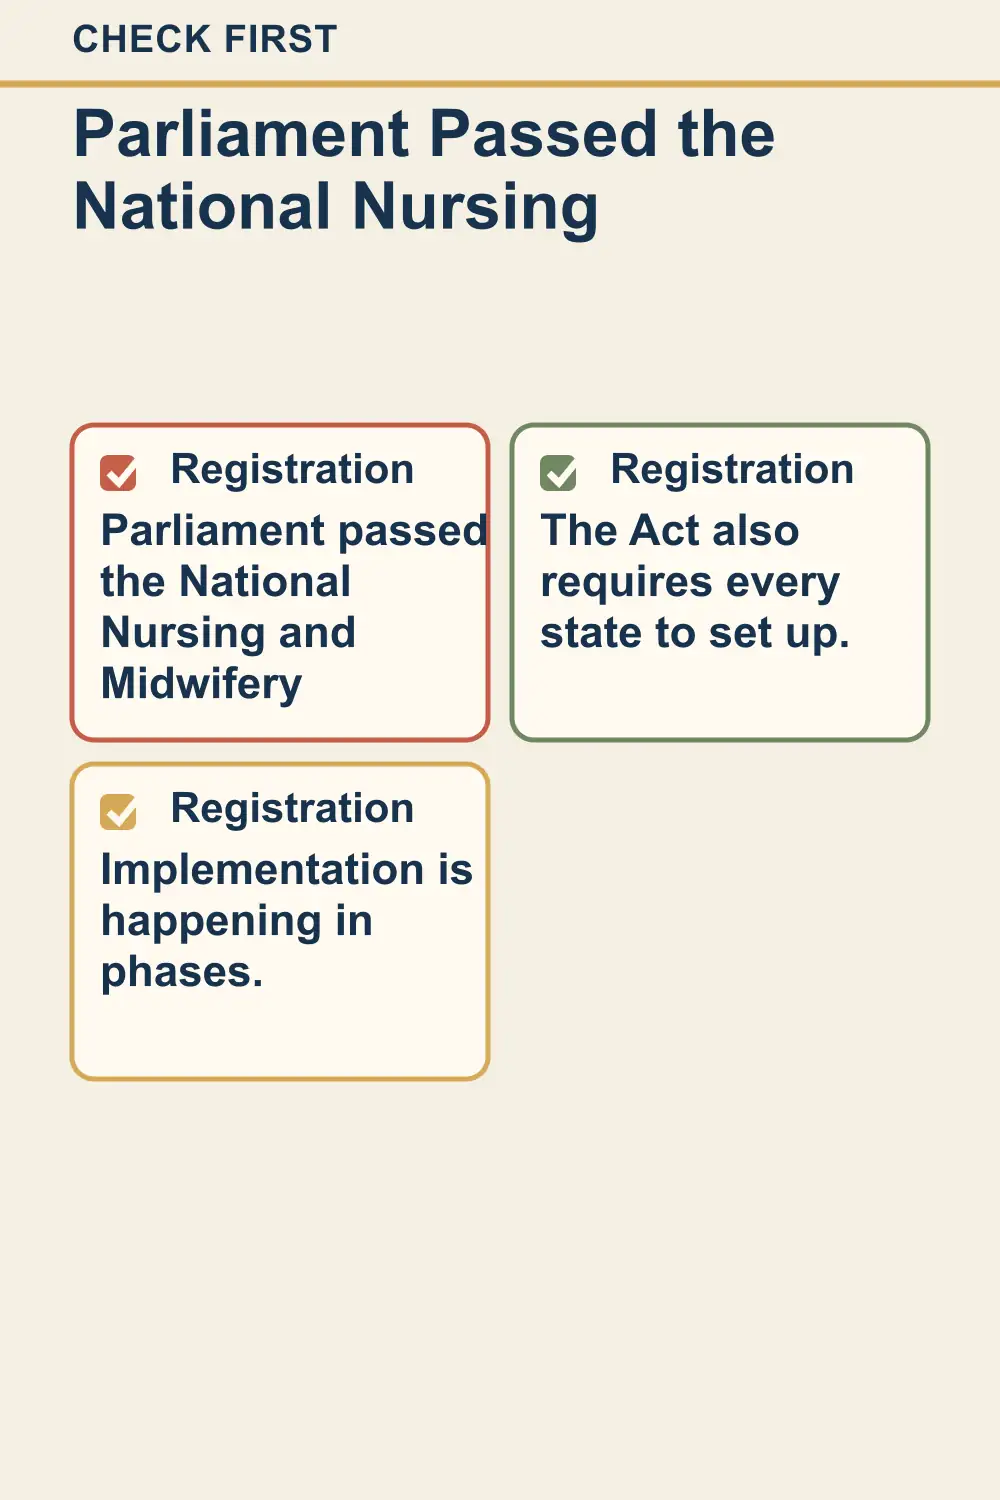 CHECK FIRST
Parliament Passed the
National Nursing
Registration
Parliament passed
the National
Nursing and
Midwifery
Registration
The Act also
requires every
state to set up.
Registration
Implementation is
happening in
phases.